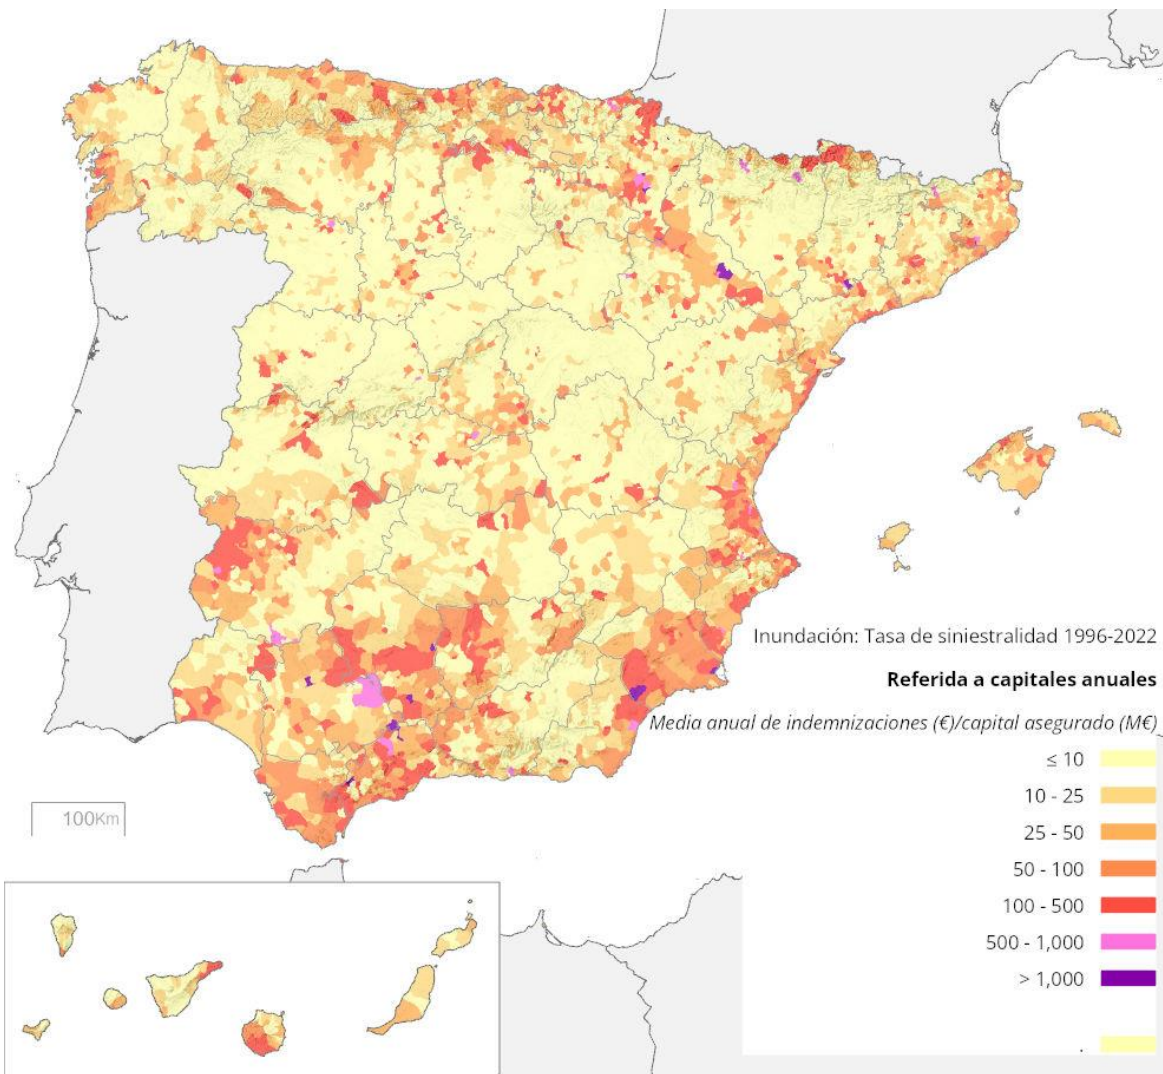 Inundación: Tasa de siniestralidad 1996-2022
Referida a capitales anuales
Media anual de indemnizaciones (€)/capital asegurado (M€)
≤ 10
10 - 25
25 - 50
50 - 100
100 - 500
500 - 1,000
> 1,000
.
100Km